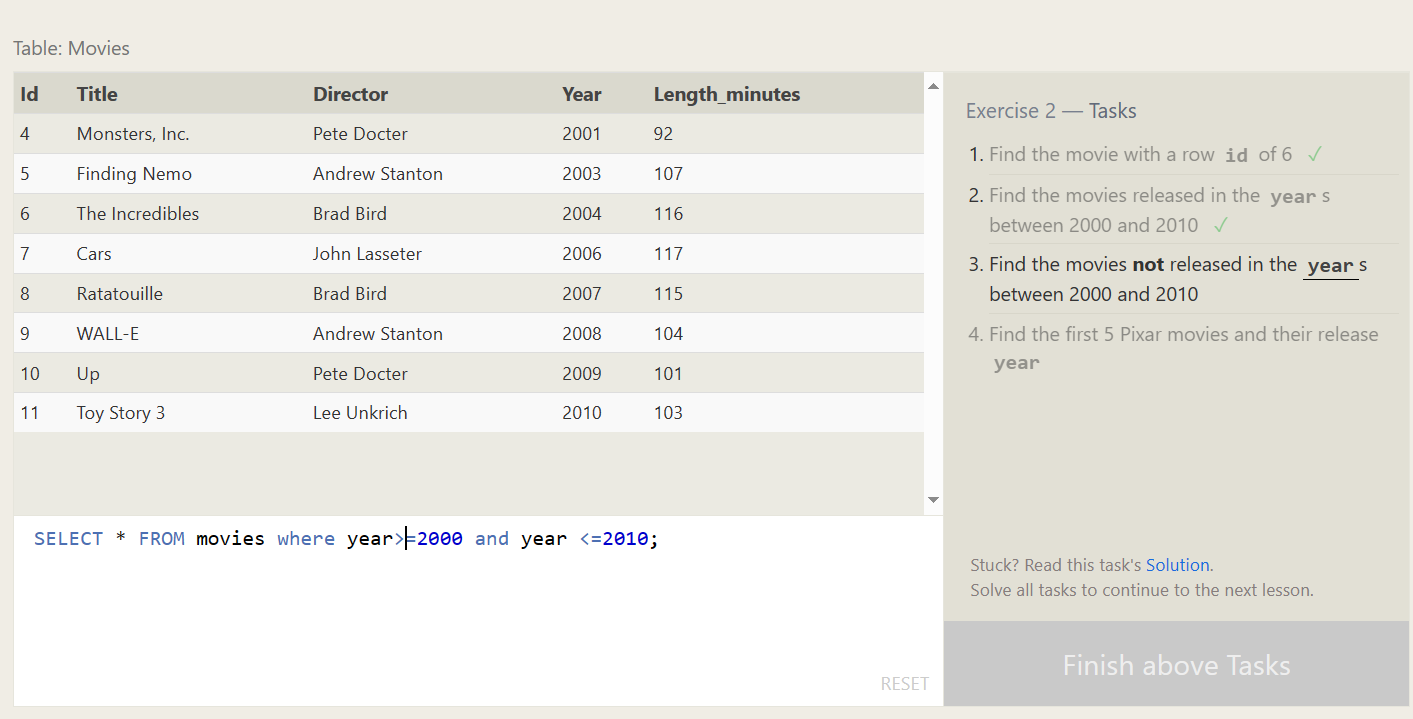 Table: Movies
Id Title Director Year Length_minutes
4 Monsters, Inc. Pete Docter 2001 92
5 Finding Nemo Andrew Stanton 2003 107
6 The Incredibles Brad Bird 2004 116
7 Cars John Lasseter 2006 117
8 Ratatouille Brad Bird 2007 115
9 WALL-E Andrew Stanton 2008 104
10 Up Pete Docter 2009 101
11 Toy Story 3 Lee Unkrich 2010 103
SELECT * FROM movies where year>=2000 and year <=2010;
RESET
Exercise 2 — Tasks
1. Find the movie with a row id of 6 ✓
2. Find the movies released in the year s
between 2000 and 2010 ✓
3. Find the movies not released in the year s
between 2000 and 2010
4. Find the first 5 Pixar movies and their release
year
Stuck? Read this task's Solution.
Solve all tasks to continue to the next lesson.
Finish above Tasks